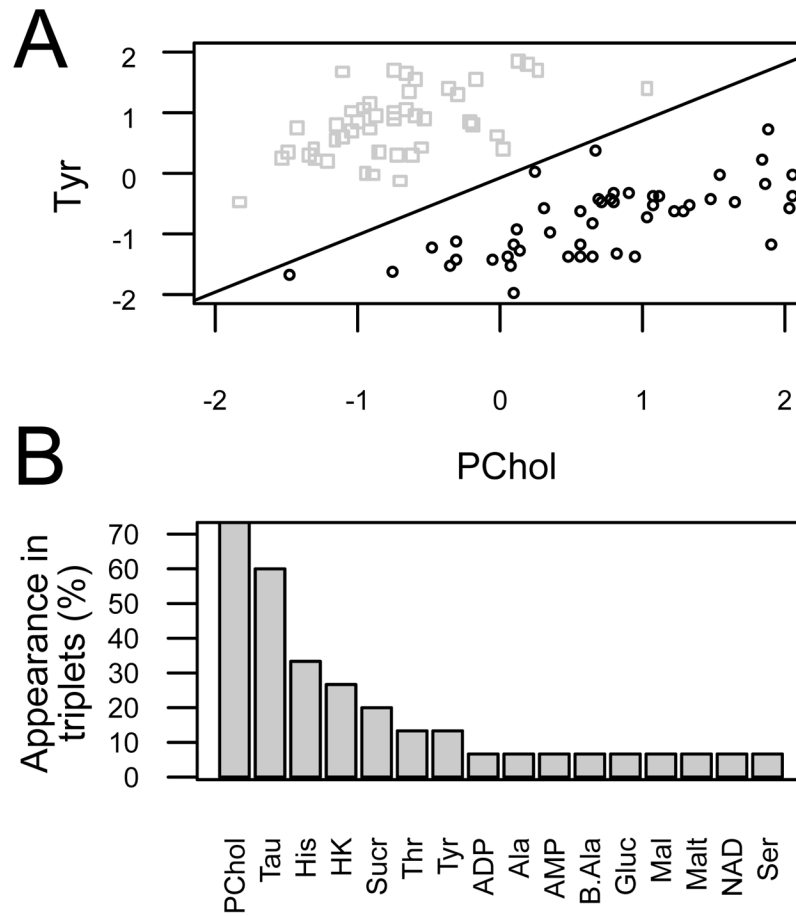 A
Tyr
2
1
0
-1
-2
-2
-1
0
1
2
PChol
B
Appearance in
triplets (%)
70
60
50
40
30
20
10
0
PChol
Tau
His
HK
Sucr
Thr
Tyr
ADP
Ala
AMP
B.Ala
Gluc
Mal
Malt
NAD
Ser